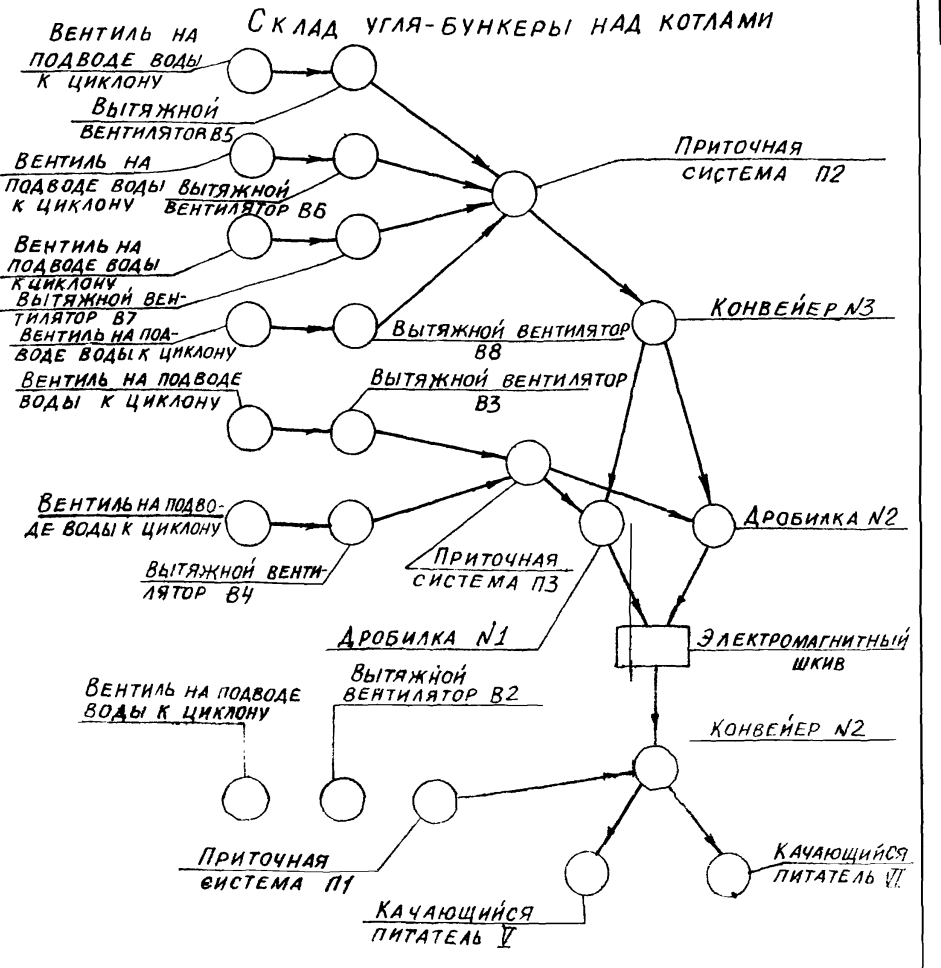 СКЛАД УГЛЯ-БУНКЕРЫ НАД КОТЛАМИ
ВЕНТИЛЬ НА
ПОДВОДЕ ВОДЫ
К ЦИКЛОНУ
ВЫТЯЖНОЙ
ВЕНТИЛЯТОР В5
ВЕНТИЛЬ НА
ПОДВОДЕ ВОДЫ
К ЦИКЛОНУ
ВЫТЯЖНОЙ
ВЕНТИЛЯТОР В6
ПРИТОЧНАЯ
СИСТЕМА П2
ВЕНТИЛЬ НА
ПОДВОДЕ ВОДЫ
К ЦИКЛОНУ
ВЫТЯЖНОЙ ВЕН-
ТИЛЯТОР В7
КОНВЕЙЕР N3
ВЕНТИЛЬ НА ПОД-
ВОДЕ ВОДЫ К ЦИКЛОНУ
ВЫТЯЖНОЙ ВЕНТИЛЯТОР
В8
ВЕНТИЛЬ НА ПОДВОДЕ
ВОДЫ К ЦИКЛОНУ
ВЫТЯЖНОЙ ВЕНТИЛЯТОР
В3
ВЕНТИЛЬ НА ПОДВО-
ДЕ ВОДЫ К ЦИКЛОНУ
ДРОБИЛКА N2
ВЫТЯЖНОЙ ВЕНТИ-
ЛЯТОР В4
ПРИТОЧНАЯ
СИСТЕМА П3
ДРОБИЛКА N1
ЭЛЕКТРОМАГНИТНЫЙ
ШКИВ
ВЕНТИЛЬ НА ПОДВОДЕ
ВОДЫ К ЦИКЛОНУ
ВЫТЯЖНОЙ
ВЕНТИЛЯТОР В2
КОНВЕЙЕР N2
ПРИТОЧНАЯ
СИСТЕМА П1
КАЧАЮЩИЙСЯ
ПИТАТЕЛЬ V
КАЧАЮЩИЙСЯ
ПИТАТЕЛЬ VI